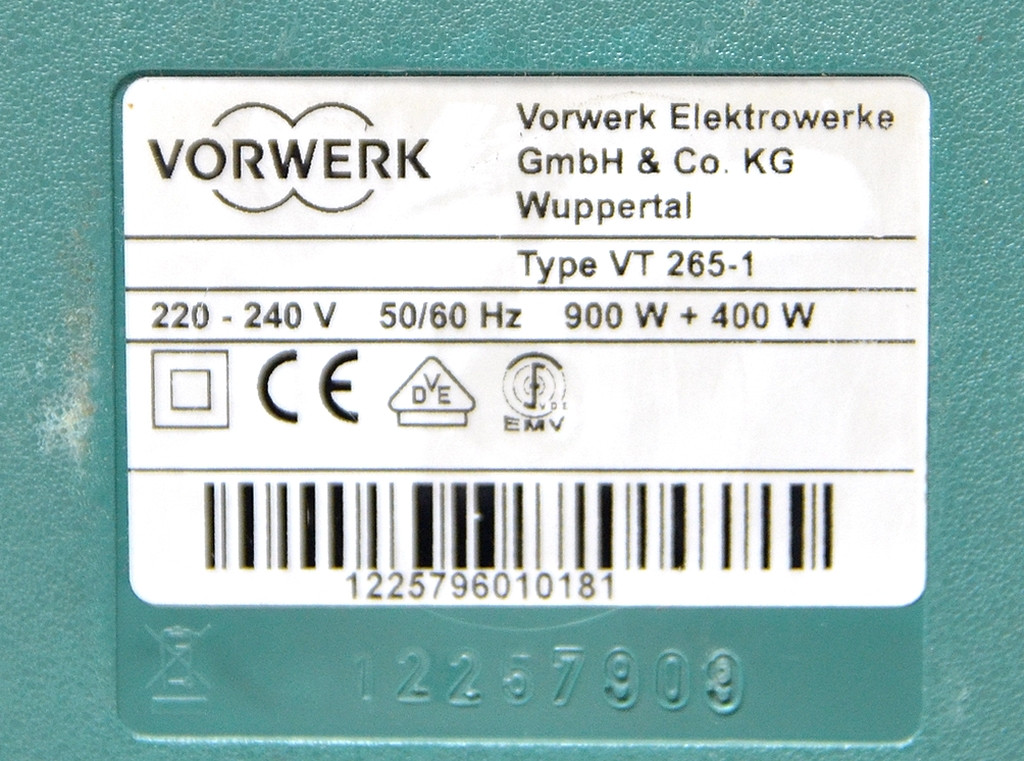 VORWERK
Vorwerk Elektrowerke
GmbH & Co. KG
Wuppertal
Type VT 265-1
220 - 240 V 50/60 Hz 900 W + 400 W
CE
DVE
VDE
EMV
1225796010181
12257909